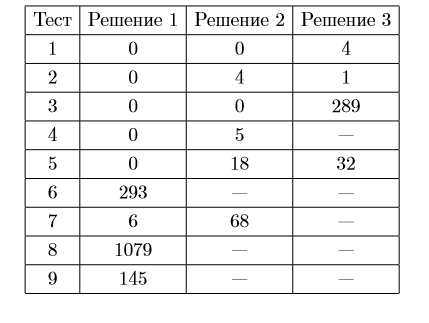 Тест Решение 1 Решение 2 Решение 3
1 0 0 4
2 0 4 1
3 0 0 289
4 0 5 —
5 0 18 32
6 293 — —
7 6 68 —
8 1079 — —
9 145 — —